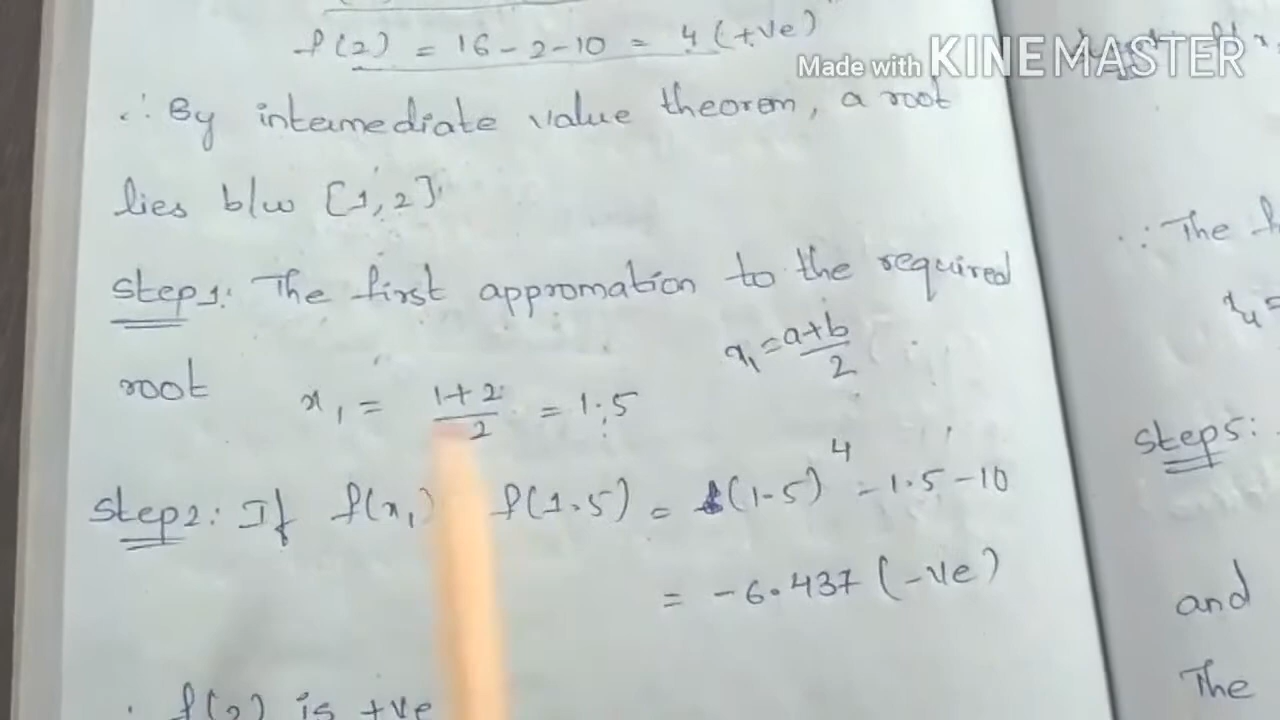 f(2) = 16-2-10 = 4 (+ve)
Made with KINEMASTER
∴ By intermediate value theorem, a root
lies b/w [1,2]
Step1: The first appromation to the required
root x₁ = 1+2/2 = 1.5
x₁ = a+b/2
Step2: If f(x₁) f(1.5) = (1.5)⁴ - 1.5 - 10
= -6.437 (-ve)
f(2) is +ve
∴ The
x₄ =
Step5:
and
The